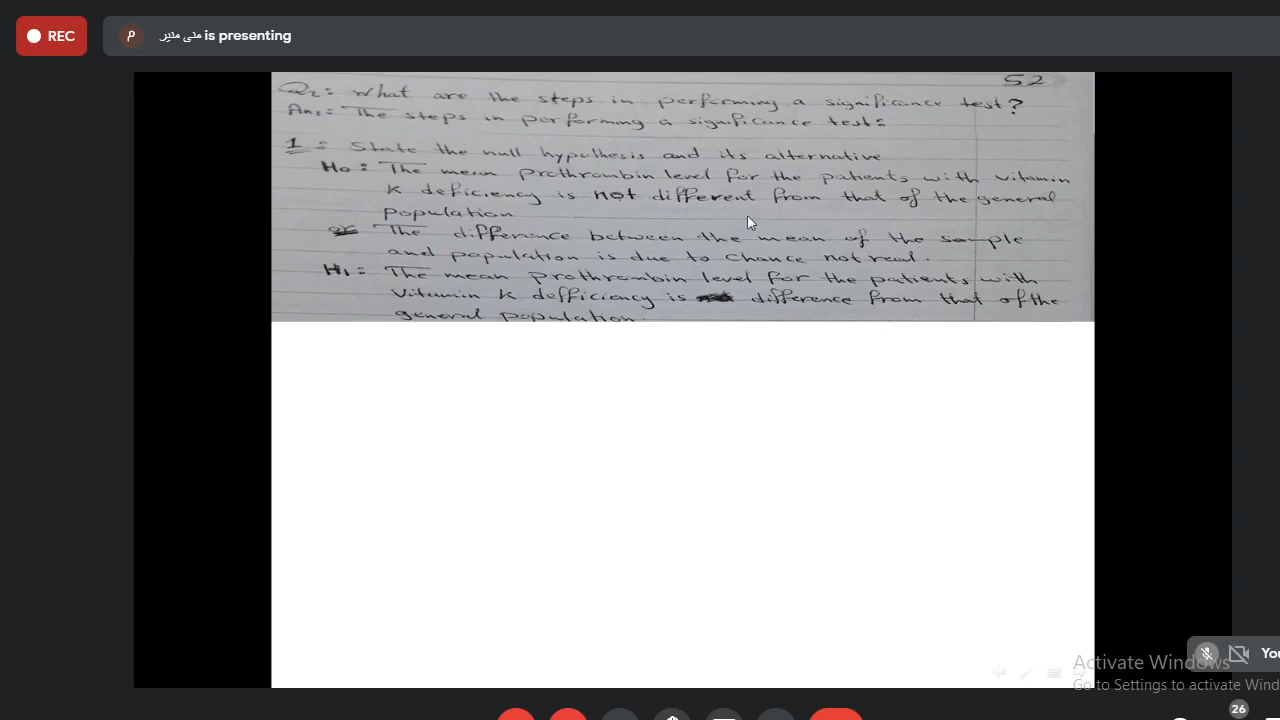 REC
م
منى منير is presenting
52
Q2: What are the steps in performing a significance test?
An2: The steps in performing a significance test:
1: State the null hypothesis and its alternative
H0: The mean prothrombin level for the patients with vitamin
K deficiency is not different from that of the general
population
or The difference between the mean of the sample
and population is due to chance not real.
H1: The mean prothrombin level for the patients with
vitamin K defficiency is difference from that of the
general population.
You
Activate Windows
Go to Settings to activate Wind
26